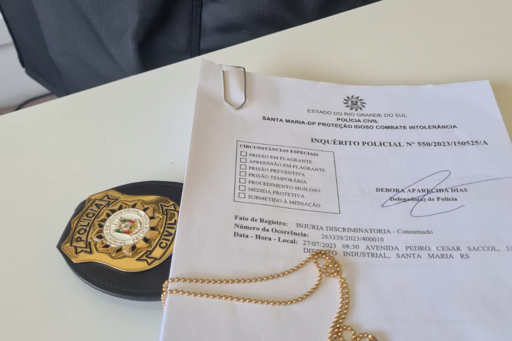 ESTADO DO RIO GRANDE DO SUL
POLÍCIA CIVIL
SANTA MARIA-DP PROTEÇÃO IDOSO COMBATE INTOLERÂNCIA
INQUÉRITO POLICIAL Nº 550/2023/150525/A
CIRCUNSTÂNCIAS ESPECIAIS
PRISÃO EM FLAGRANTE
APREENSÃO EM FLAGRANTE
PRISÃO PREVENTIVA
PRISÃO TEMPORÁRIA
PROCEDIMENTO SIGILOSO
MEDIDA PROTETIVA
SUBMETIDO À MEDIAÇÃO
DEBORA APARECIDA DIAS
Delegado(a) de Polícia
Fato de Registro: INJURIA DISCRIMINATORIA - Consumado
Número da Ocorrência: 263339/2023/400010
Data - Hora - Local: 27/07/2023 08:30 AVENIDA PEDRO CESAR SACCOL,
DISTRITO INDUSTRIAL, SANTA MARIA RS
POLÍCIA
CIVIL